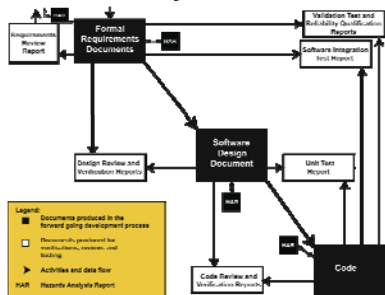 Validation Test and
Reliability Qualification
Reports
Requirements
Review
Report
Formal
Requirements
Documents
HAR
Software Integration
Test Report
Software
Design
Document
Design Review and
Verification Reports
Unit Test
Report
HAR
HAR
Code Review and
Verification Reports
Code
Legend:
Documents produced in the
forward going development process
Documents produced for
verifications, reviews and
testing
Activities and data flow
HAR Hazards Analysis Report